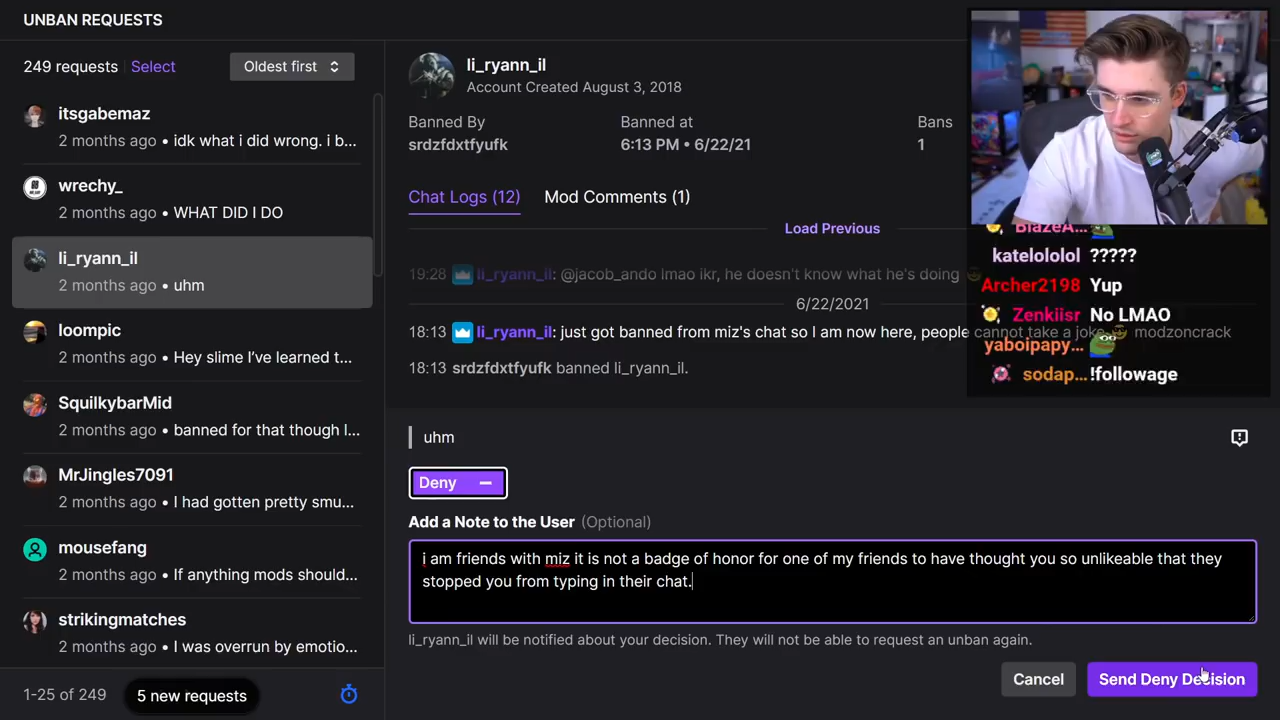 UNBAN REQUESTS
249 requests Select Oldest first
itsgabemaz
2 months ago • idk what i did wrong. i b...
wrechy_
2 months ago • WHAT DID I DO
li_ryann_il
2 months ago • uhm
loompic
2 months ago • Hey slime I've learned t...
SquilkybarMid
2 months ago • banned for that though I...
MrJingles7091
2 months ago • I had gotten pretty smu...
mousefang
2 months ago • If anything mods should...
strikingmatches
2 months ago • I was overrun by emotio...
1-25 of 249 5 new requests
li_ryann_il
Account Created August 3, 2018
Banned By Banned at Bans
srdzfdxtfyufk 6:13 PM • 6/22/21 1
Chat Logs (12) Mod Comments (1)
Load Previous
19:28 li_ryann_il: @jacob_ando lmao ikr, he doesn't know what he's doing
6/22/2021
18:13 li_ryann_il: just got banned from miz's chat so I am now here, people cannot take a joke modzoncrack
18:13 srdzfdxtfyufk banned li_ryann_il.
BlazeA...
katelololol ?????
Archer2198 Yup
Zenkiisr No LMAO
yaboipapy...
sodap... !followage
uhm
Deny
Add a Note to the User (Optional)
i am friends with miz it is not a badge of honor for one of my friends to have thought you so unlikeable that they
stopped you from typing in their chat.
li_ryann_il will be notified about your decision. They will not be able to request an unban again.
Cancel Send Deny Decision